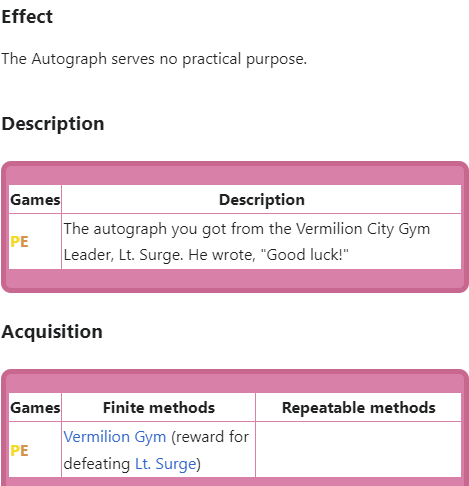 Effect
The Autograph serves no practical purpose.
Description
Games Description
PE The autograph you got from the Vermilion City Gym
Leader, Lt. Surge. He wrote, "Good luck!"
Acquisition
Games Finite methods Repeatable methods
PE Vermilion Gym (reward for
defeating Lt. Surge)